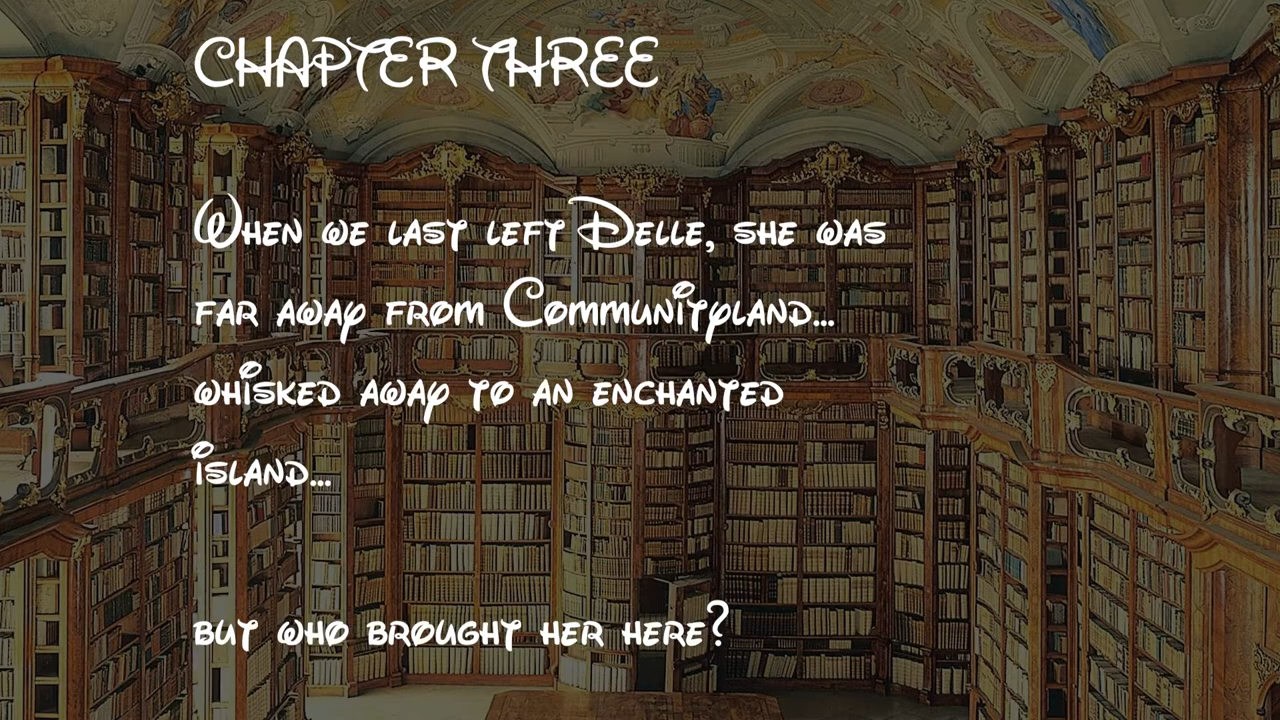 CHAPTER THREE
When we last left Delle, she was
far away from Communityland...
whisked away to an enchanted
island...
but who brought her here?